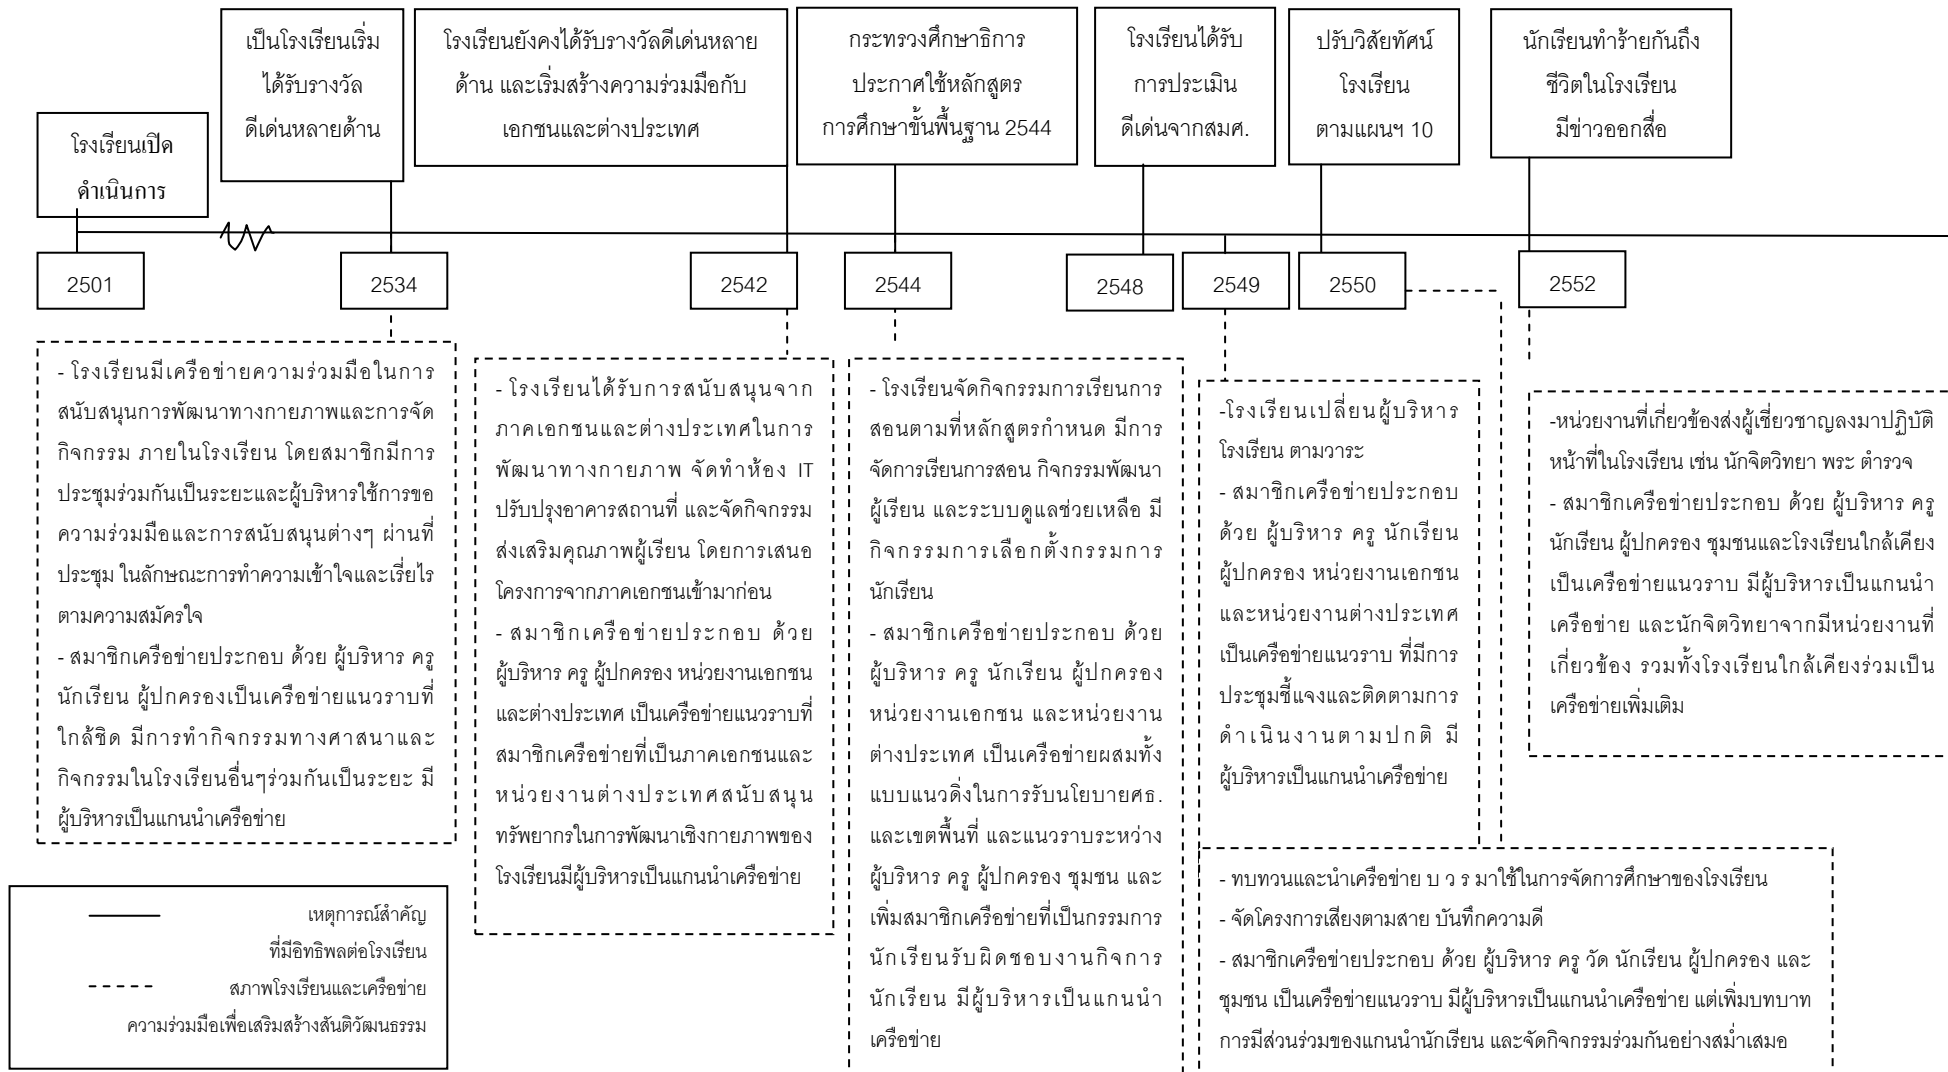 โรงเรียนเปิด
ดำเนินการ
เป็นโรงเรียนเริ่ม
ได้รับรางวัล
ดีเด่นหลายด้าน
โรงเรียนยังคงได้รับรางวัลดีเด่นหลาย
ด้าน และเริ่มสร้างความร่วมมือกับ
เอกชนและต่างประเทศ
กระทรวงศึกษาธิการ
ประกาศใช้หลักสูตร
การศึกษาขั้นพื้นฐาน 2544
โรงเรียนได้รับ
การประเมิน
ดีเด่นจากสมศ.
ปรับวิสัยทัศน์
โรงเรียน
ตามแผนฯ 10
นักเรียนทำร้ายกันถึง
ชีวิตในโรงเรียน
มีข่าวออกสื่อ
2501
2534
2542
2544
2548
2549
2550
2552
- โรงเรียนมีเครือข่ายความร่วมมือในการ
สนับสนุนการพัฒนาทางกายภาพและการจัด
กิจกรรม ภายในโรงเรียน โดยสมาชิกมีการ
ประชุมร่วมกันเป็นระยะและผู้บริหารใช้การขอ
ความร่วมมือและการสนับสนุนต่างๆ ผ่านที่
ประชุม ในลักษณะการทำความเข้าใจและเรี่ยไร
ตามความสมัครใจ
- สมาชิกเครือข่ายประกอบ ด้วย ผู้บริหาร ครู
นักเรียน ผู้ปกครองเป็นเครือข่ายแนวราบที่
ใกล้ชิด มีการทำกิจกรรมทางศาสนาและ
กิจกรรมในโรงเรียนอื่นๆร่วมกันเป็นระยะ มี
ผู้บริหารเป็นแกนนำเครือข่าย
- โรงเรียนได้รับการสนับสนุนจาก
ภาคเอกชนและต่างประเทศในการ
พัฒนาทางกายภาพ จัดทำห้อง IT
ปรับปรุงอาคารสถานที่ และจัดกิจกรรม
ส่งเสริมคุณภาพผู้เรียน โดยการเสนอ
โครงการจากภาคเอกชนเข้ามาก่อน
- สมาชิกเครือข่ายประกอบ ด้วย
ผู้บริหาร ครู ผู้ปกครอง หน่วยงานเอกชน
และต่างประเทศ เป็นเครือข่ายแนวราบที่
สมาชิกเครือข่ายที่เป็นภาคเอกชนและ
หน่วยงานต่างประเทศสนับสนุน
ทรัพยากรในการพัฒนาเชิงกายภาพของ
โรงเรียนมีผู้บริหารเป็นแกนนำเครือข่าย
- โรงเรียนจัดกิจกรรมการเรียนการ
สอนตามที่หลักสูตรกำหนด มีการ
จัดการเรียนการสอน กิจกรรมพัฒนา
ผู้เรียน และระบบดูแลช่วยเหลือ มี
กิจกรรมการเลือกตั้งกรรมการ
นักเรียน
- สมาชิกเครือข่ายประกอบ ด้วย
ผู้บริหาร ครู นักเรียน ผู้ปกครอง
หน่วยงานเอกชน และหน่วยงาน
ต่างประเทศ เป็นเครือข่ายผสมทั้ง
แบบแนวดิ่งในการรับนโยบายศธ.
และเขตพื้นที่ และแนวราบระหว่าง
ผู้บริหาร ครู ผู้ปกครอง ชุมชน และ
เพิ่มสมาชิกเครือข่ายที่เป็นกรรมการ
นักเรียนรับผิดชอบงานกิจการ
นักเรียน มีผู้บริหารเป็นแกนนำ
เครือข่าย
-โรงเรียนเปลี่ยนผู้บริหาร
โรงเรียน ตามวาระ
- สมาชิกเครือข่ายประกอบ
ด้วย ผู้บริหาร ครู นักเรียน
ผู้ปกครอง หน่วยงานเอกชน
และหน่วยงานต่างประเทศ
เป็นเครือข่ายแนวราบ ที่มีการ
ประชุมชี้แจงและติดตามการ
ดำเนินงานตามปกติ มี
ผู้บริหารเป็นแกนนำเครือข่าย
-หน่วยงานที่เกี่ยวข้องส่งผู้เชี่ยวชาญลงมาปฏิบัติ
หน้าที่ในโรงเรียน เช่น นักจิตวิทยา พระ ตำรวจ
- สมาชิกเครือข่ายประกอบ ด้วย ผู้บริหาร ครู
นักเรียน ผู้ปกครอง ชุมชนและโรงเรียนใกล้เคียง
เป็นเครือข่ายแนวราบ มีผู้บริหารเป็นแกนนำ
เครือข่าย และนักจิตวิทยาจากมีหน่วยงานที่
เกี่ยวข้อง รวมทั้งโรงเรียนใกล้เคียงร่วมเป็น
เครือข่ายเพิ่มเติม
- ทบทวนและนำเครือข่าย บ ว ร มาใช้ในการจัดการศึกษาของโรงเรียน
- จัดโครงการเสียงตามสาย บันทึกความดี
- สมาชิกเครือข่ายประกอบ ด้วย ผู้บริหาร ครู วัด นักเรียน ผู้ปกครอง และ
ชุมชน เป็นเครือข่ายแนวราบ มีผู้บริหารเป็นแกนนำเครือข่าย แต่เพิ่มบทบาท
การมีส่วนร่วมของแกนนำนักเรียน และจัดกิจกรรมร่วมกันอย่างสม่ำเสมอ
เหตุการณ์สำคัญ
ที่มีอิทธิพลต่อโรงเรียน
สภาพโรงเรียนและเครือข่าย
ความร่วมมือเพื่อเสริมสร้างสันติวัฒนธรรม